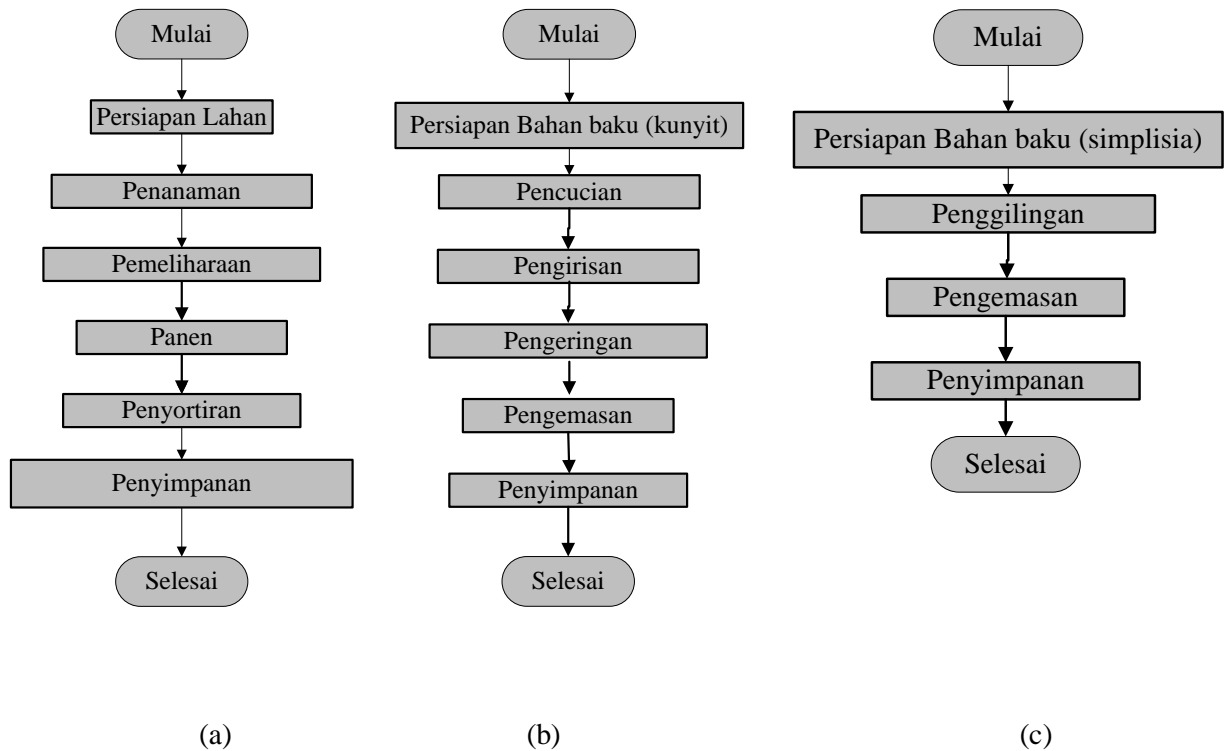 Mulai
Persiapan Lahan
Penanaman
Pemeliharaan
Panen
Penyortiran
Penyimpanan
Selesai
(a)
Mulai
Persiapan Bahan baku (kunyit)
Pencucian
Pengirisan
Pengeringan
Pengemasan
Penyimpanan
Selesai
(b)
Mulai
Persiapan Bahan baku (simplisia)
Penggilingan
Pengemasan
Penyimpanan
Selesai
(c)